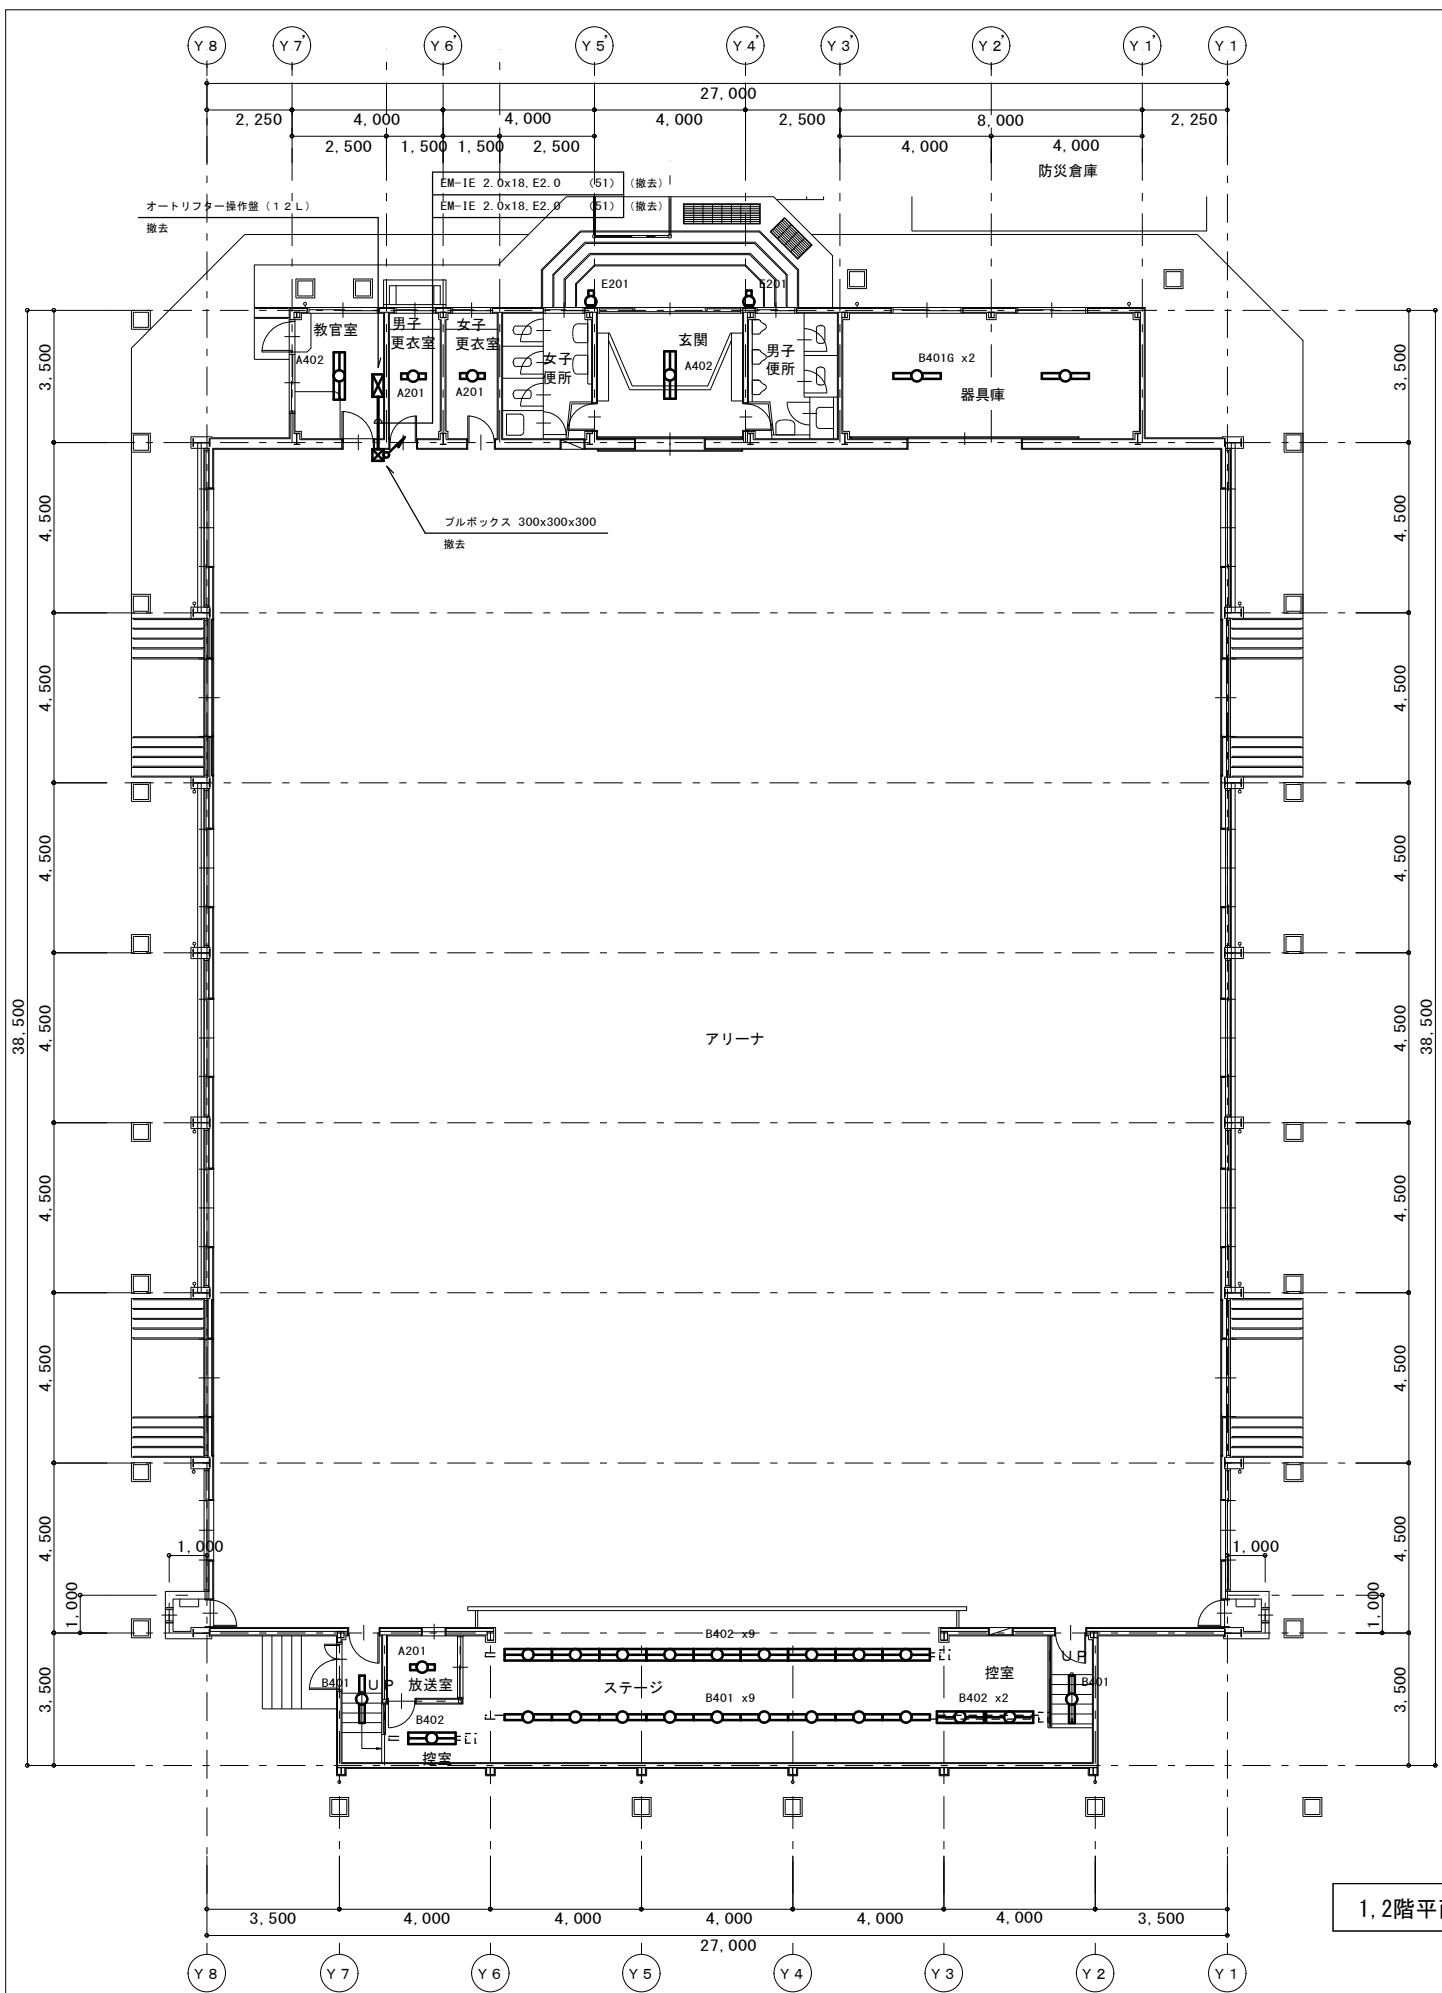 Y8 Y7' Y6' Y5' Y4' Y3' Y2' Y1' Y1
27,000
2,250 4,000 4,000 4,000 2,500 8,000 2,250
2,500 1,500 1,500 2,500 4,000 4,000
防災倉庫
EM-IE 2.0x18,E2.0 (51) (撤去)
EM-IE 2.0x18,E2.0 (51) (撤去)
オートリフター操作盤(12L)
撤去
E201 E201
教官室 男子 女子
更衣室 更衣室
玄関
男子
便所
女子
便所
A402 A201 A201 A402 B401G x2
器具庫
3,500 3,500
プルボックス 300x300x300
撤去
4,500 4,500
4,500 4,500
4,500 4,500
38,500 38,500
4,500 4,500
アリーナ
4,500 4,500
4,500 4,500
4,500 4,500
1,000 1,000
1,000 1,000
3,500 3,500
A201 B402 x9
B401 UP 放送室 ステージ 控室 UP B401
B401 x9 B402 x2
B402
控室
3,500 4,000 4,000 4,000 4,000 4,000 3,500
27,000
Y8 Y7 Y6 Y5 Y4 Y3 Y2 Y1
1,2階平